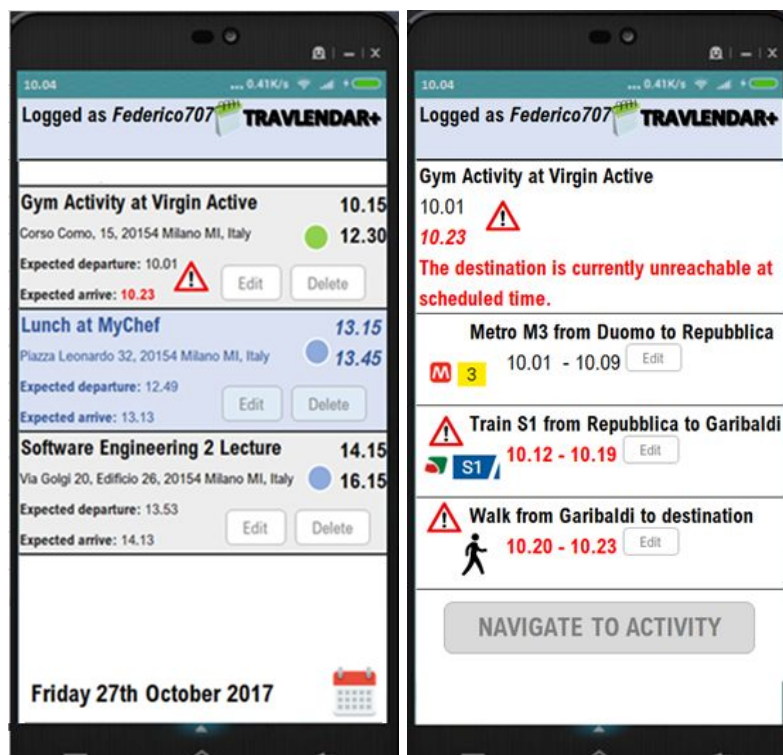 10.04
... 0.41K/s
Logged as Federico707
TRAVLENDAR+
Gym Activity at Virgin Active 10.15
Corso Como, 15, 20154 Milano MI, Italy 12.30
Expected departure: 10.01
Expected arrive: 10.23
Edit
Delete
Lunch at MyChef 13.15
Piazza Leonardo 32, 20154 Milano MI, Italy 13.45
Expected departure: 12.49
Expected arrive: 13.13
Edit
Delete
Software Engineering 2 Lecture 14.15
Via Golgi 20, Edificio 26, 20154 Milano MI, Italy 16.15
Expected departure: 13.53
Expected arrive: 14.13
Edit
Delete
Friday 27th October 2017
10.04
... 0.41K/s
Logged as Federico707
TRAVLENDAR+
Gym Activity at Virgin Active
10.01
10.23
The destination is currently unreachable at
scheduled time.
Metro M3 from Duomo to Repubblica
M 3 10.01 - 10.09 Edit
Train S1 from Repubblica to Garibaldi
S1 10.12 - 10.19 Edit
Walk from Garibaldi to destination
10.20 - 10.23 Edit
NAVIGATE TO ACTIVITY